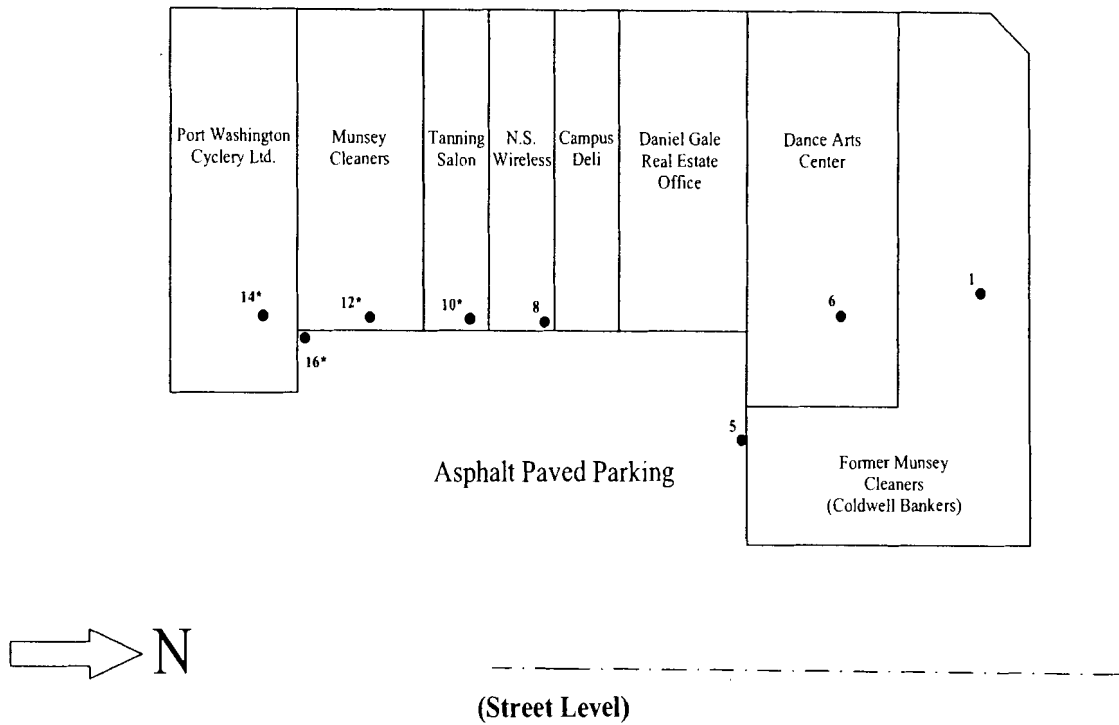 Port Washington
Cyclery Ltd.
Munsey
Cleaners
Tanning
Salon
N.S.
Wireless
Campus
Deli
Daniel Gale
Real Estate
Office
Dance Arts
Center
1
14*
12*
10*
8
6
16*
5
Asphalt Paved Parking
Former Munsey
Cleaners
(Coldwell Bankers)
N
(Street Level)